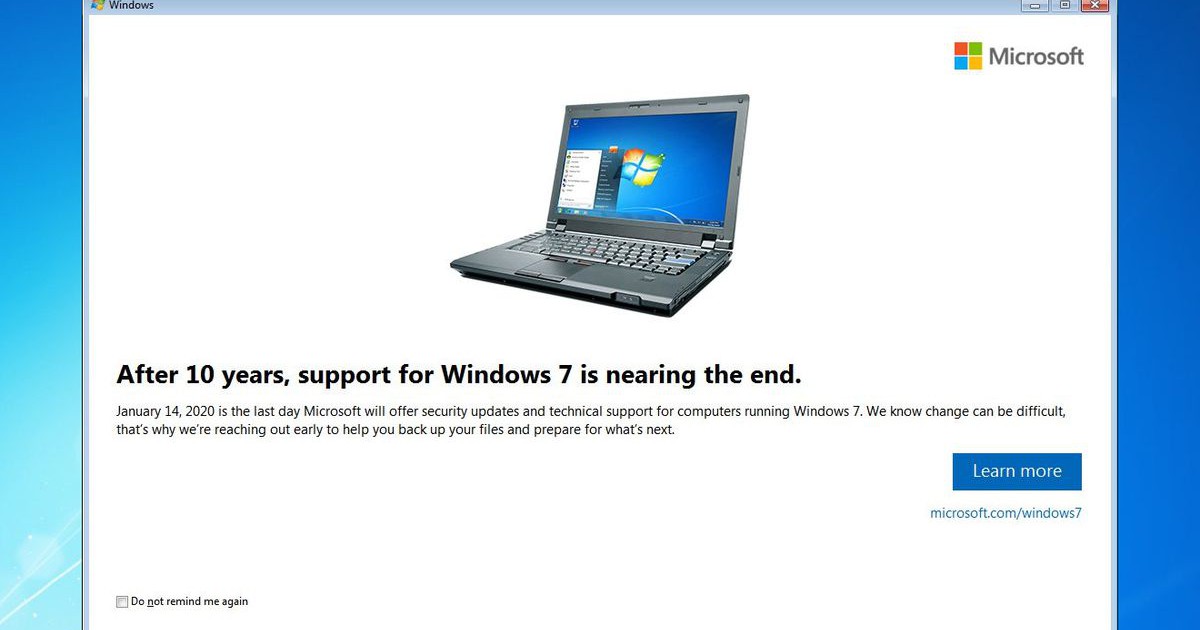 Windows
Microsoft
After 10 years, support for Windows 7 is nearing the end.
January 14, 2020 is the last day Microsoft will offer security updates and technical support for computers running Windows 7. We know change can be difficult,
that’s why we’re reaching out early to help you back up your files and prepare for what’s next.
Learn more
microsoft.com/windows7
Do not remind me again